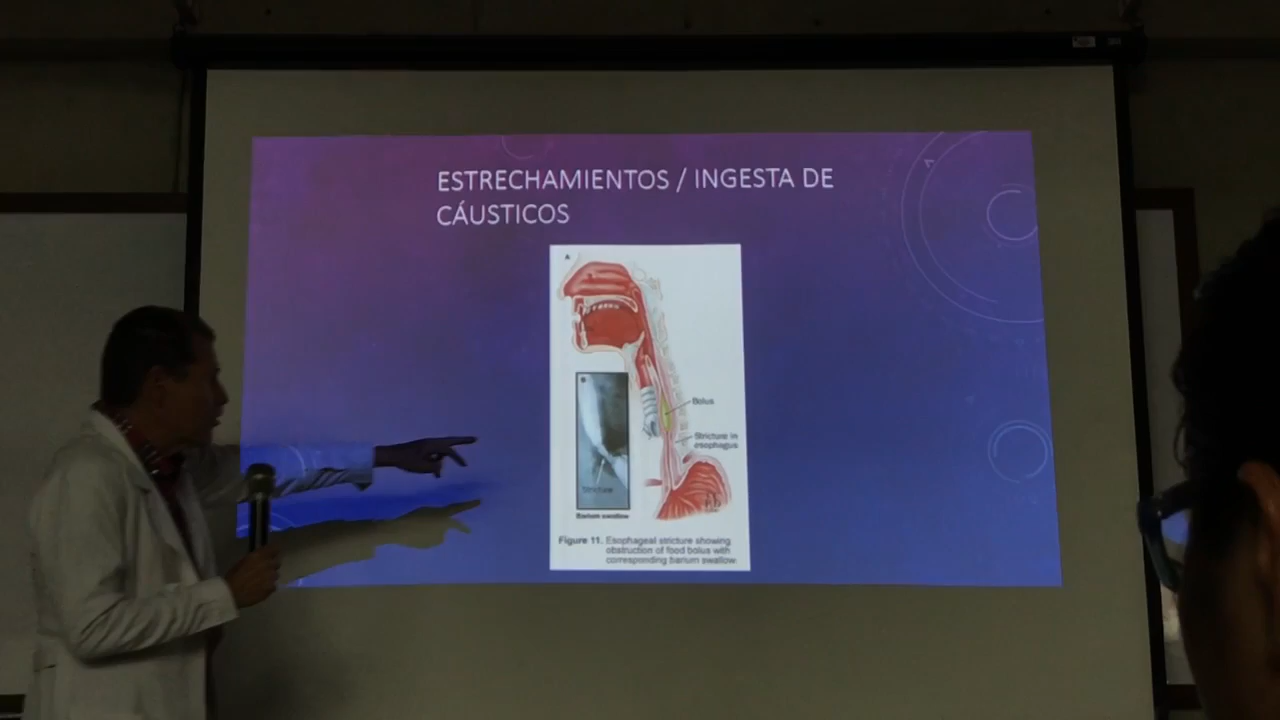 ESTRECHAMIENTOS / INGESTA DE
CÁUSTICOS
A
B
Bolus
Stricture in
esophagus
Stricture
Barium swallow
Figure 11. Esophageal stricture showing
obstruction of food bolus with
corresponding barium swallow